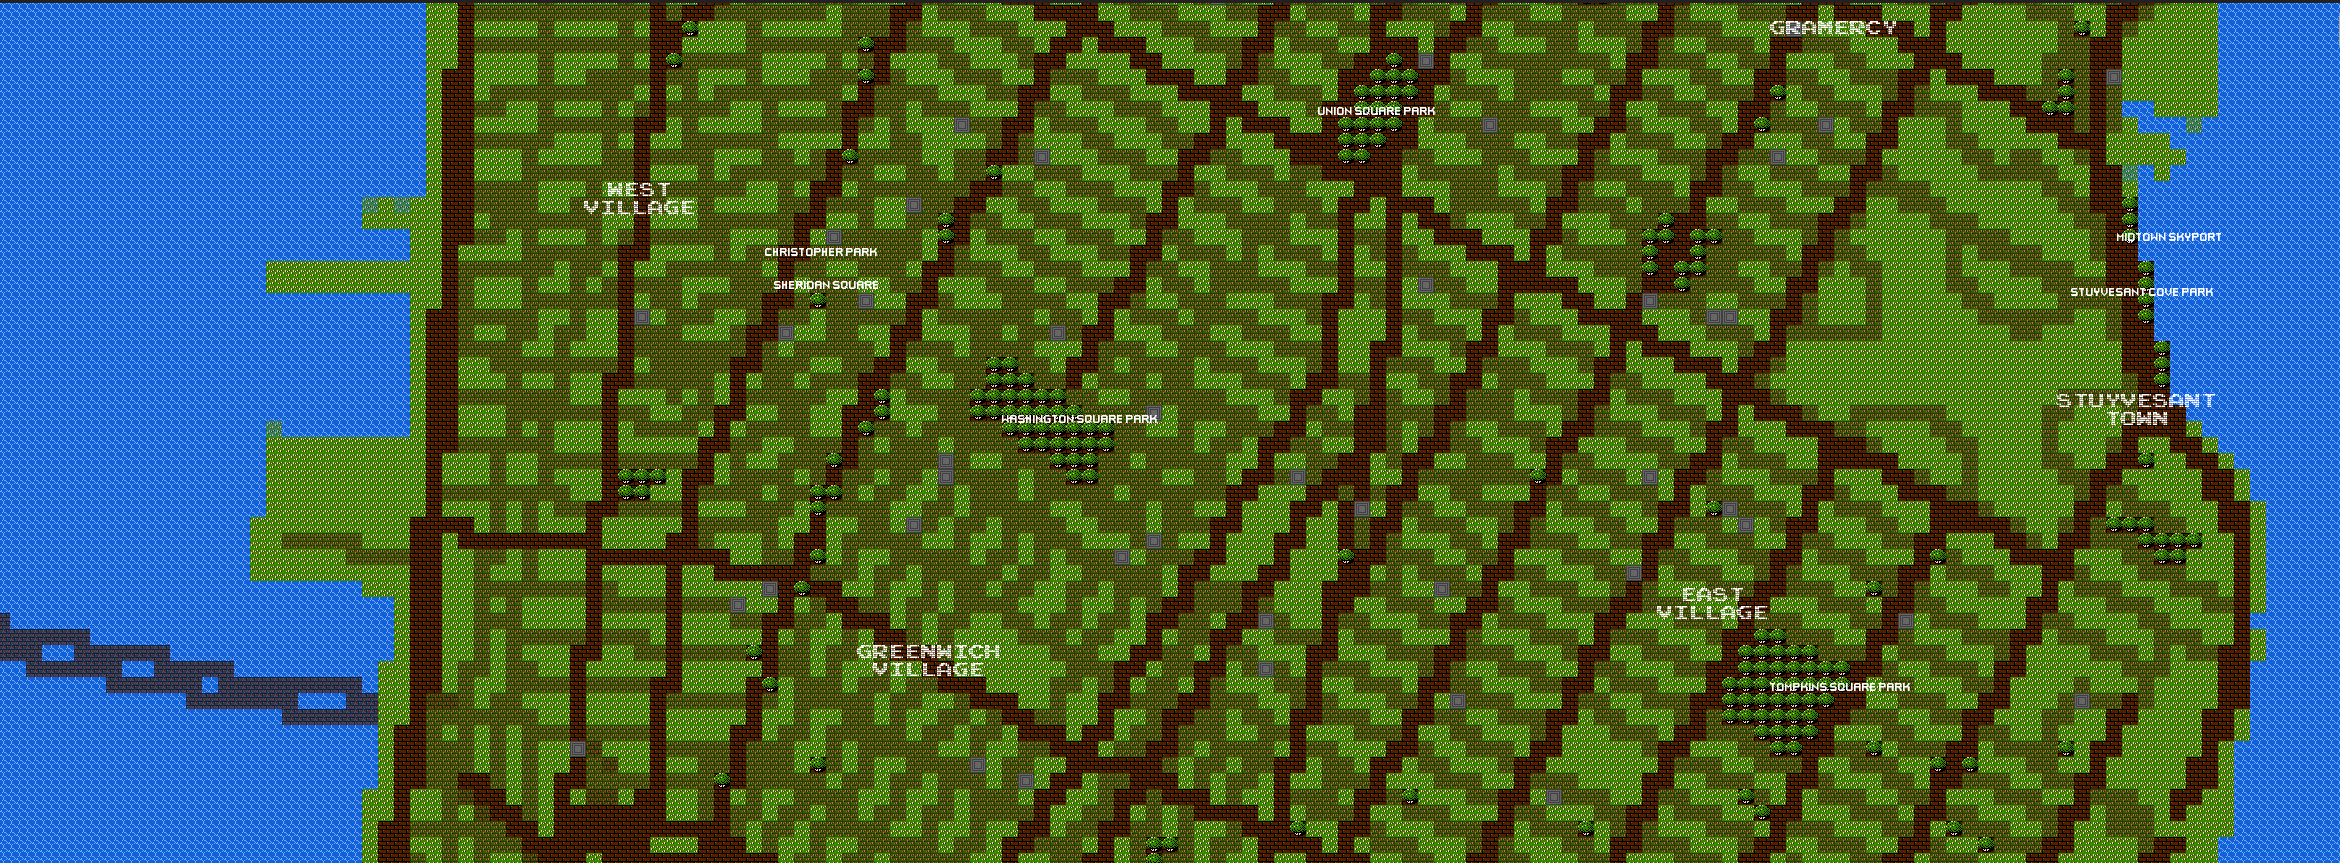 GRAMERCY
UNION SQUARE PARK
WEST
VILLAGE
MIDTOWN SKYPORT
CHRISTOPHER PARK
SHERIDAN SQUARE
STUYVESANT COVE PARK
STUYVESANT
TOWN
WASHINGTON SQUARE PARK
EAST
VILLAGE
GREENWICH
VILLAGE
TOMPKINS SQUARE PARK